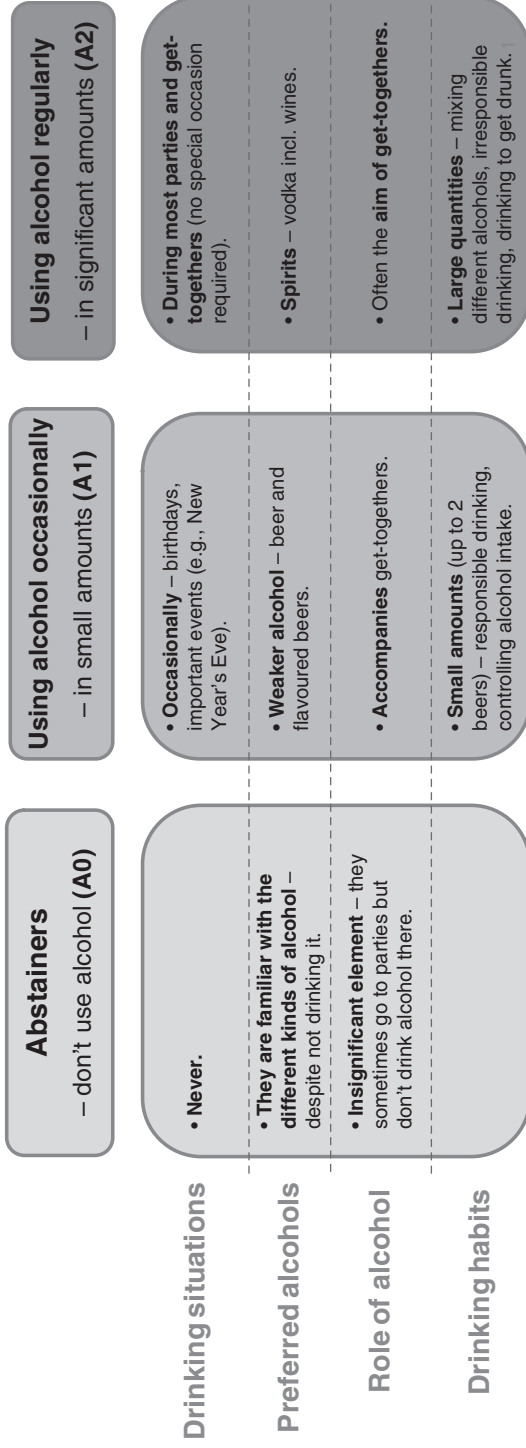 Abstainers
– don't use alcohol (A0)
Using alcohol occasionally
– in small amounts (A1)
Using alcohol regularly
– in significant amounts (A2)
Drinking situations
• Never.
• Occasionally – birthdays,
important events (e.g., New
Year's Eve).
• During most parties and get-
togethers (no special occasion
required).
Preferred alcohols
• They are familiar with the
different kinds of alcohol –
despite not drinking it.
• Weaker alcohol – beer and
flavoured beers.
• Spirits – vodka incl. wines.
Role of alcohol
• Insignificant element – they
sometimes go to parties but
don't drink alcohol there.
• Accompanies get-togethers.
• Often the aim of get-togethers.
Drinking habits
• Small amounts (up to 2
beers) – responsible drinking,
controlling alcohol intake.
• Large quantities – mixing
different alcohols, irresponsible
drinking, drinking to get drunk.1